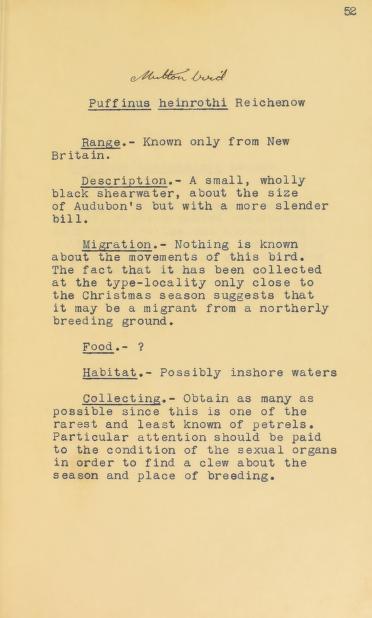 52
Mutton bird
Puffinus heinrothi Reichenow
Range.- Known only from New
Britain.
Description.- A small, wholly
black shearwater, about the size
of Audubon's but with a more slender
bill.
Migration.- Nothing is known
about the movements of this bird.
The fact that it has been collected
at the type-locality only close to
the Christmas season suggests that
it may be a migrant from a northerly
breeding ground.
Food.- ?
Habitat.- Possibly inshore waters
Collecting.- Obtain as many as
possible since this is one of the
rarest and least known of petrels.
Particular attention should be paid
to the condition of the sexual organs
in order to find a clew about the
season and place of breeding.